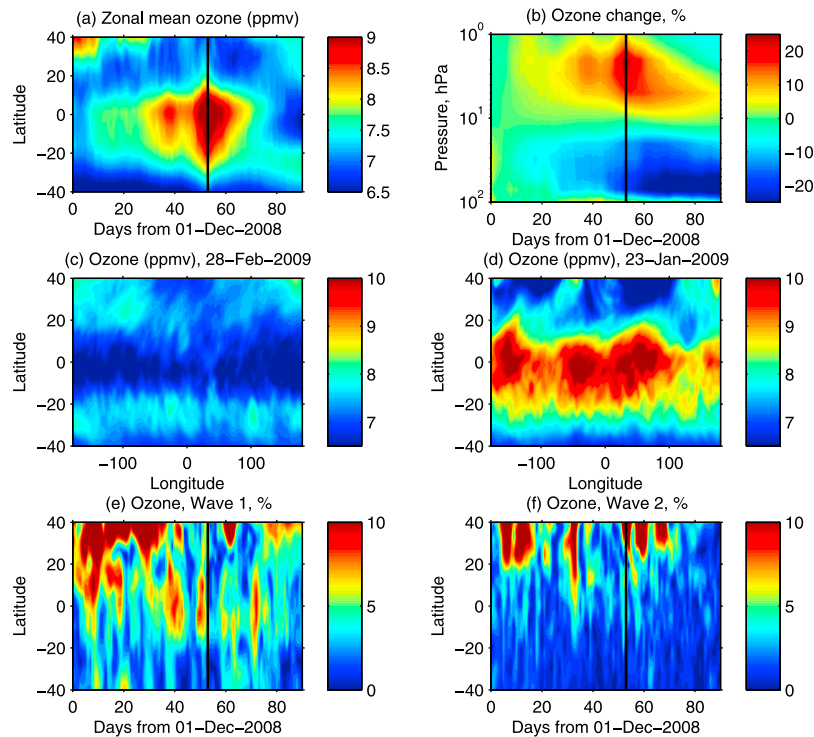 (a) Zonal mean ozone (ppmv)
40
20
0
−20
−40
Latitude
0 20 40 60 80
Days from 01−Dec−2008
9
8.5
8
7.5
7
6.5
(b) Ozone change, %
10^0
10^1
10^2
Pressure, hPa
0 20 40 60 80
Days from 01−Dec−2008
20
10
0
−10
−20
(c) Ozone (ppmv), 28−Feb−2009
40
20
0
−20
−40
Latitude
−100 0 100
Longitude
10
9
8
7
(d) Ozone (ppmv), 23−Jan−2009
40
20
0
−20
−40
Latitude
−100 0 100
Longitude
10
9
8
7
(e) Ozone, Wave 1, %
40
20
0
−20
−40
Latitude
0 20 40 60 80
Days from 01−Dec−2008
10
5
0
(f) Ozone, Wave 2, %
40
20
0
−20
−40
Latitude
0 20 40 60 80
Days from 01−Dec−2008
10
5
0